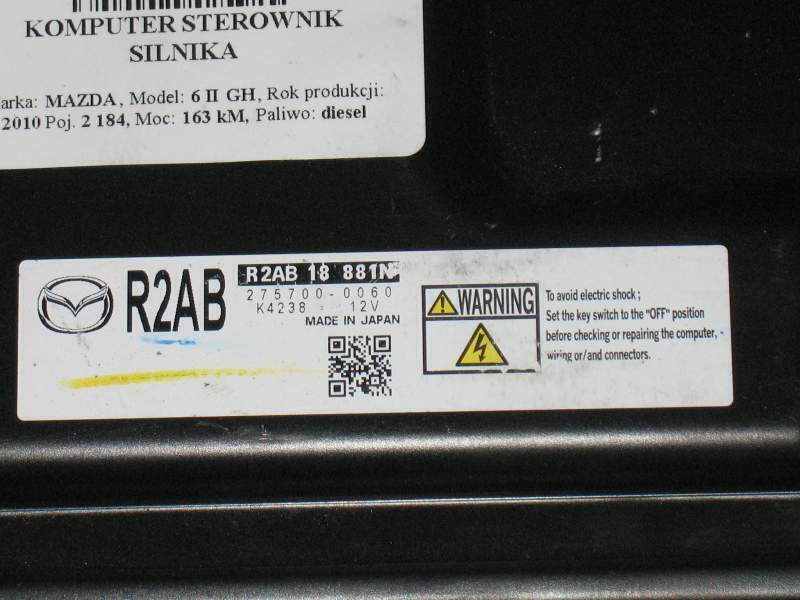 KOMPUTER STEROWNIK
SILNIKA
arka: MAZDA, Model: 6 II GH, Rok produkcji:
2010 Poj. 2 184, Moc: 163 kM, Paliwo: diesel
R2AB
R2AB 18 881N
275700-0060
K4238 12V
MADE IN JAPAN
WARNING
To avoid electric shock ;
Set the key switch to the "OFF" position
before checking or repairing the computer,
wiring or/and connectors.